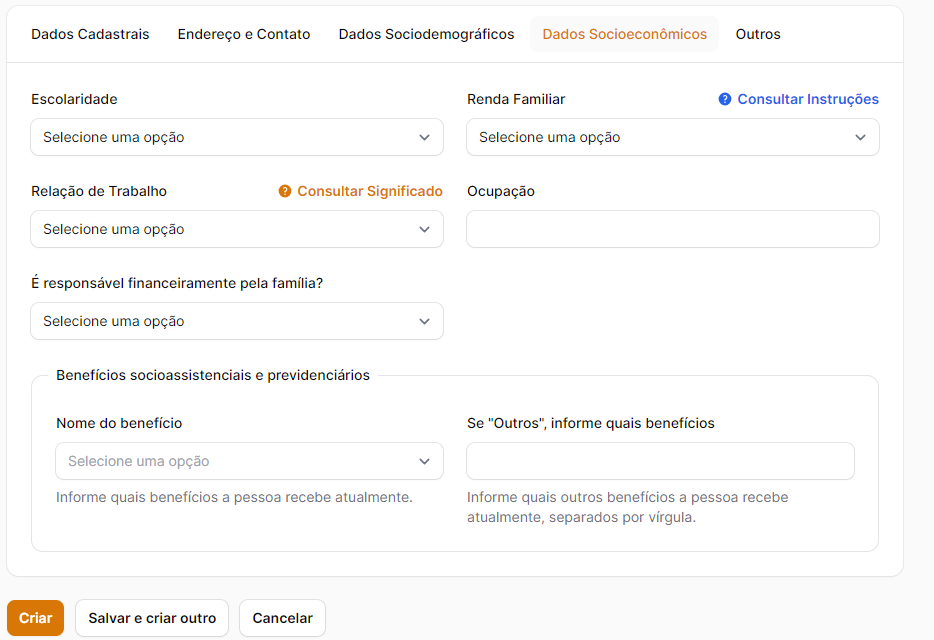 Dados Cadastrais Endereço e Contato Dados Sociodemográficos Dados Socioeconômicos Outros
Escolaridade
Renda Familiar
Consultar Instruções
Selecione uma opção
Selecione uma opção
Relação de Trabalho
Consultar Significado
Ocupação
Selecione uma opção
É responsável financeiramente pela família?
Selecione uma opção
Benefícios socioassistenciais e previdenciários
Nome do benefício
Se "Outros", informe quais benefícios
Selecione uma opção
Informe quais benefícios a pessoa recebe atualmente.
Informe quais outros benefícios a pessoa recebe
atualmente, separados por vírgula.
Criar
Salvar e criar outro
Cancelar